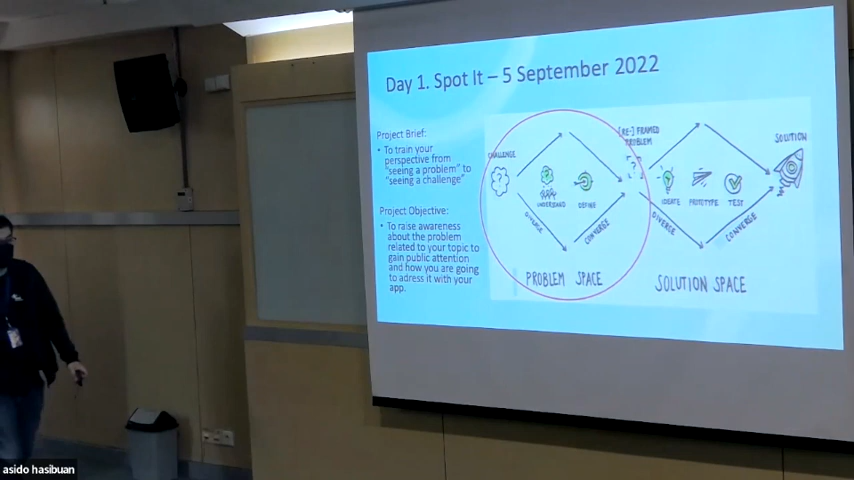 Day 1. Spot It – 5 September 2022
Project Brief:
• To train your
perspective from
"seeing a problem" to
"seeing a challenge"
Project Objective:
• To raise awareness
about the problem
related to your topic to
gain public attention
and how you are going
to adress it with your
app.
CHALLENGE
?
UNDERSTAND
DEFINE
DIVERGE
CONVERGE
PROBLEM SPACE
[RE-] FRAMED
PROBLEM
? ?
?
IDEATE
PROTOTYPE
TEST
DIVERGE
CONVERGE
SOLUTION
SOLUTION SPACE
asido hasibuan